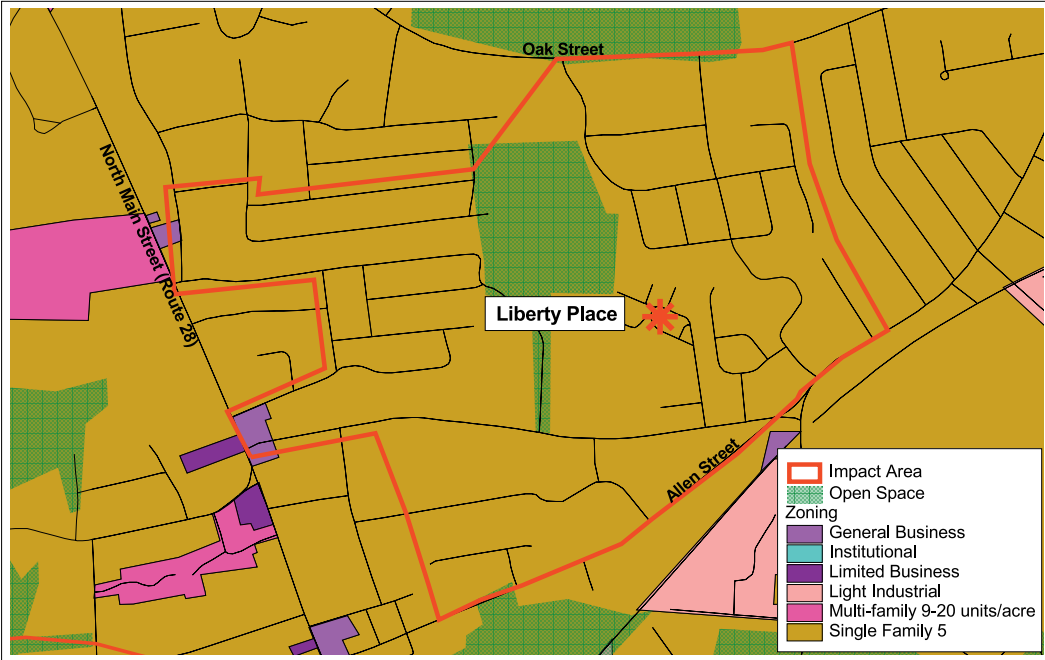 Oak Street
North Main Street (Route 28)
Liberty Place
Allen Street
Impact Area
Open Space
Zoning
General Business
Institutional
Limited Business
Light Industrial
Multi-family 9-20 units/acre
Single Family 5